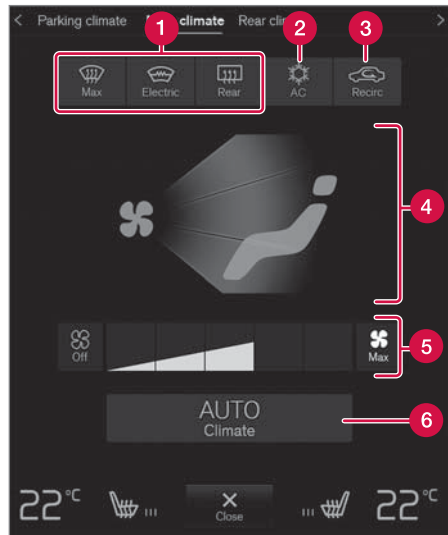 Parking climate climate Rear
1 2 3
Max Electric Rear AC Recirc
4
Off Max 5
AUTO
Climate 6
22°C 22°C
Close